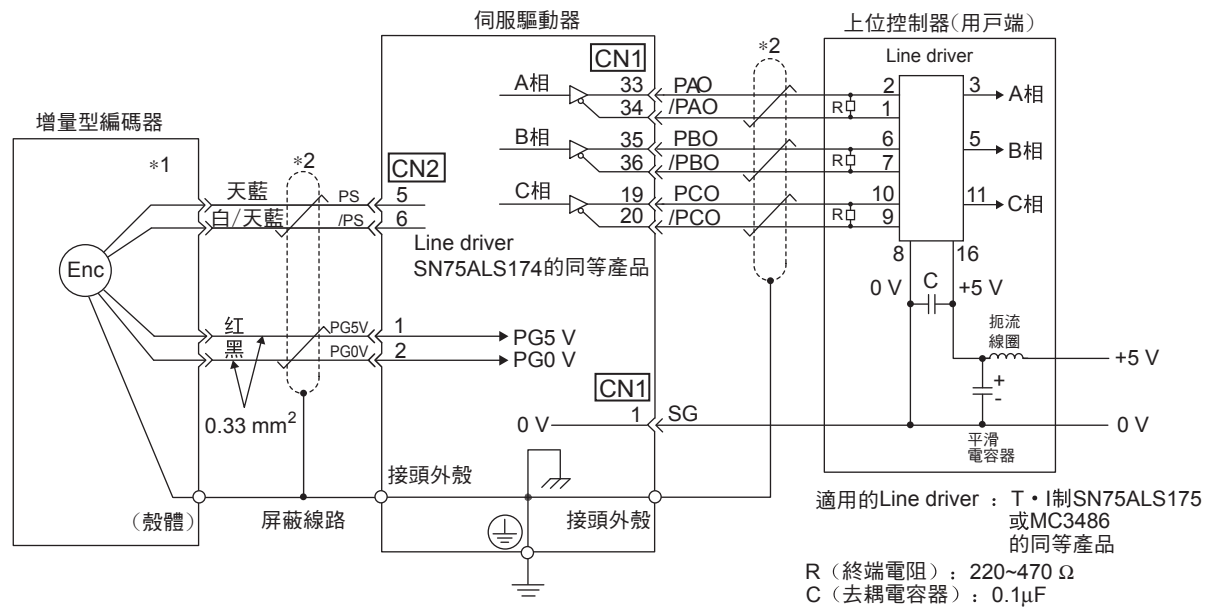 伺服驅動器
上位控制器（用戸端）
增量型編碼器
*1
*2
天藍
白/天藍
PS
/PS
CN2
5
6
Enc
红
黑
PG5V
PG0V
1
2
PG5 V
PG0 V
0.33 mm2
（殼體）
屏蔽線路
接頭外殼
A相
B相
C相
CN1
33
34
35
36
19
20
Line driver
SN75ALS174的同等產品
PAO
/PAO
PBO
/PBO
PCO
/PCO
*2
CN1
0 V
1
SG
接頭外殼
Line driver
R
R
R
2
1
6
7
10
9
3
5
11
A相
B相
C相
8
16
0 V
C
+5 V
扼流
線圈
+5 V
+
-
0 V
平滑
電容器
適用的Line driver ：T・I制SN75ALS175
或MC3486
的同等產品
R（終端電阻）：220~470 Ω
C（去耦電容器）：0.1μF